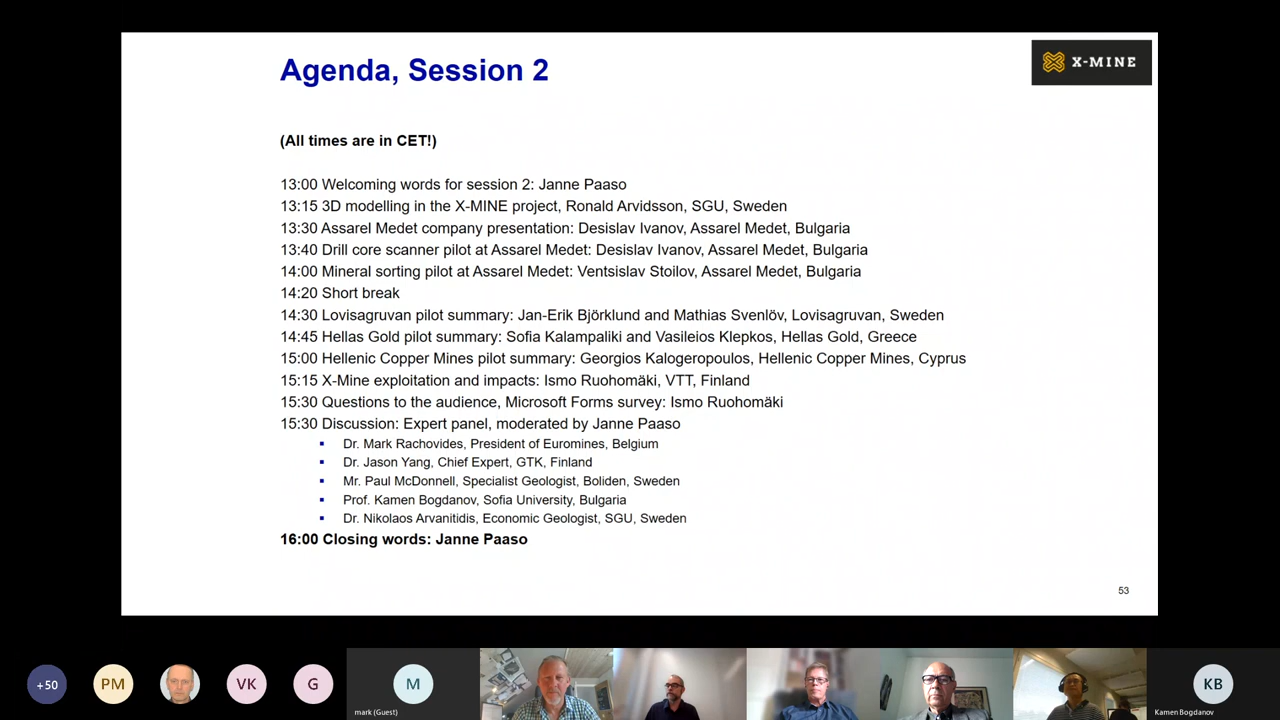 Agenda, Session 2
X-MINE
(All times are in CET!)
13:00 Welcoming words for session 2: Janne Paaso
13:15 3D modelling in the X-MINE project, Ronald Arvidsson, SGU, Sweden
13:30 Assarel Medet company presentation: Desislav Ivanov, Assarel Medet, Bulgaria
13:40 Drill core scanner pilot at Assarel Medet: Desislav Ivanov, Assarel Medet, Bulgaria
14:00 Mineral sorting pilot at Assarel Medet: Ventsislav Stoilov, Assarel Medet, Bulgaria
14:20 Short break
14:30 Lovisagruvan pilot summary: Jan-Erik Björklund and Mathias Svenlöv, Lovisagruvan, Sweden
14:45 Hellas Gold pilot summary: Sofia Kalampaliki and Vasileios Klepkos, Hellas Gold, Greece
15:00 Hellenic Copper Mines pilot summary: Georgios Kalogeropoulos, Hellenic Copper Mines, Cyprus
15:15 X-Mine exploitation and impacts: Ismo Ruohomäki, VTT, Finland
15:30 Questions to the audience, Microsoft Forms survey: Ismo Ruohomäki
15:30 Discussion: Expert panel, moderated by Janne Paaso
▪ Dr. Mark Rachovides, President of Euromines, Belgium
▪ Dr. Jason Yang, Chief Expert, GTK, Finland
▪ Mr. Paul McDonnell, Specialist Geologist, Boliden, Sweden
▪ Prof. Kamen Bogdanov, Sofia University, Bulgaria
▪ Dr. Nikolaos Arvanitidis, Economic Geologist, SGU, Sweden
16:00 Closing words: Janne Paaso
53
+50
PM
VK
G
M
mark (Guest)
KB
Kamen Bogdanov